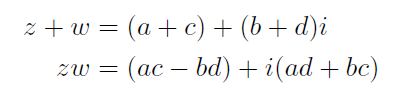 z + w = (a + c) + (b + d)i
zw = (ac − bd) + i(ad + bc)